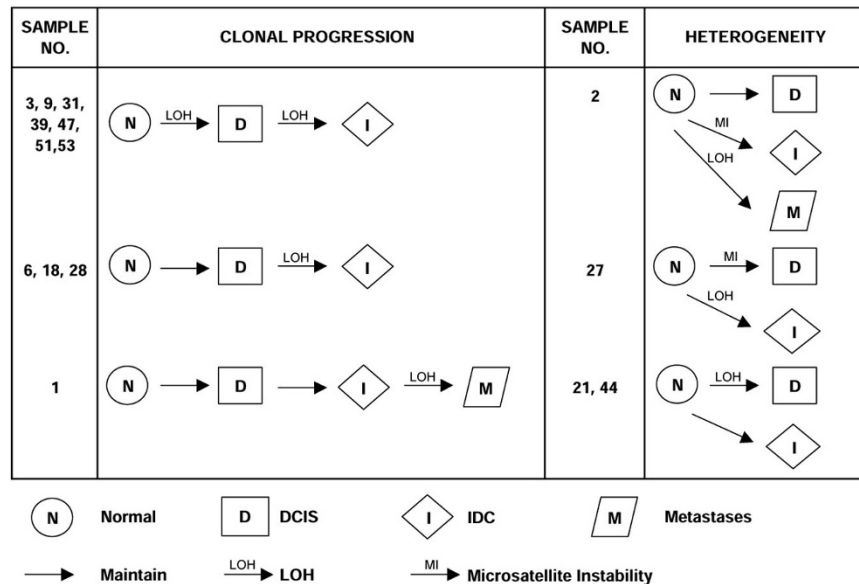 SAMPLE NO.
CLONAL PROGRESSION
SAMPLE NO.
HETEROGENEITY
3, 9, 31,
39, 47,
51,53
N LOH D LOH I
2
N D
MI I
LOH M
6, 18, 28
N D LOH I
27
N MI D
LOH I
1
N D I LOH M
21, 44
N LOH D
I
N Normal D DCIS I IDC M Metastases
Maintain LOH LOH MI Microsatellite Instability